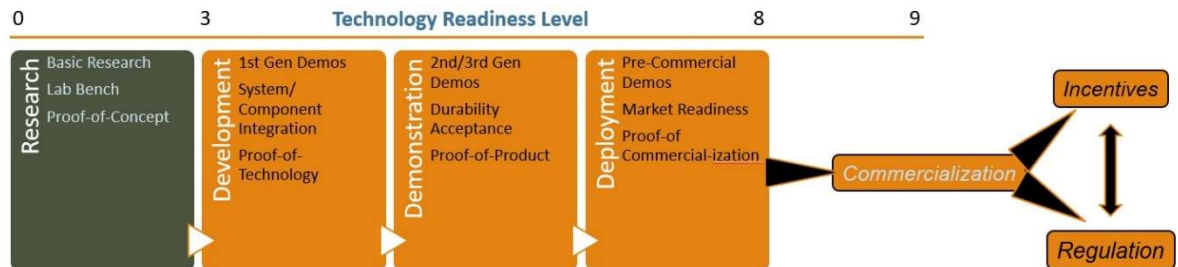 0 3 Technology Readiness Level 8 9
Research
Basic Research
Lab Bench
Proof-of-Concept
Development
1st Gen Demos
System/
Component
Integration
Proof-of-
Technology
Demonstration
2nd/3rd Gen
Demos
Durability
Acceptance
Proof-of-Product
Deployment
Pre-Commercial
Demos
Market Readiness
Proof-of
Commercial-ization
Commercialization
Incentives
Regulation